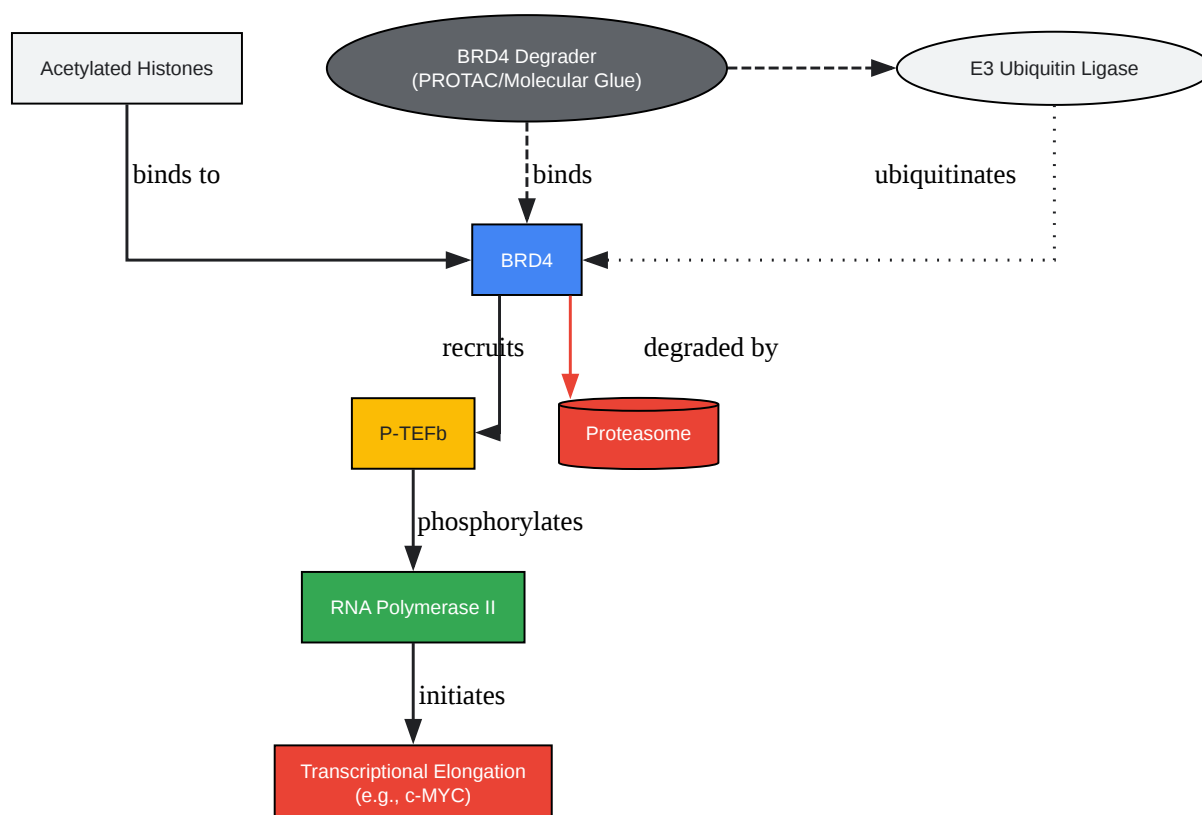 Acetylated Histones
BRD4 Degrader
(PROTAC/Molecular Glue)
E3 Ubiquitin Ligase
binds to
binds
ubiquitinates
BRD4
recruits
degraded by
P-TEFb
Proteasome
phosphorylates
RNA Polymerase II
initiates
Transcriptional Elongation
(e.g., c-MYC)